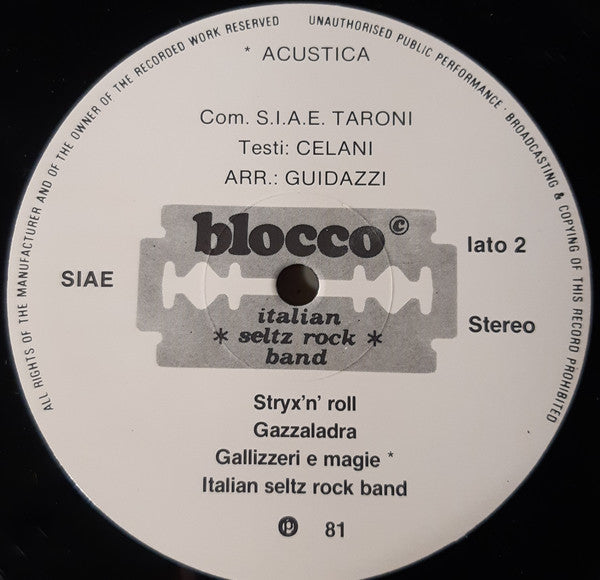 ALL RIGHTS OF THE MANUFACTURER AND OF THE OWNER OF THE RECORDED WORK RESERVED
UNAUTHORISED PUBLIC PERFORMANCE · BROADCASTING & COPYING OF THIS RECORD PROHIBITED
* ACUSTICA
Com. S.I.A.E. TARONI
Testi: CELANI
ARR.: GUIDAZZI
blocco©
lato 2
SIAE
italian
* seltz rock *
band
Stereo
Stryx'n' roll
Gazzaladra
Gallizzeri e magie *
Italian seltz rock band
℗ 81